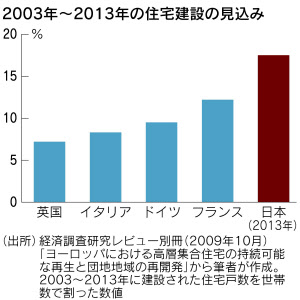 2003年～2013年の住宅建設の見込み
%
20
15
10
5
0
英国 イタリア ドイツ フランス 日本
(2013年)
(出所)経済調査研究レビュー別冊(2009年10月)
「ヨーロッパにおける高層集合住宅の持続可能
な再生と団地地域の再開発」から筆者が作成。
2003～2013年に建設された住宅戸数を世帯
数で割った数値